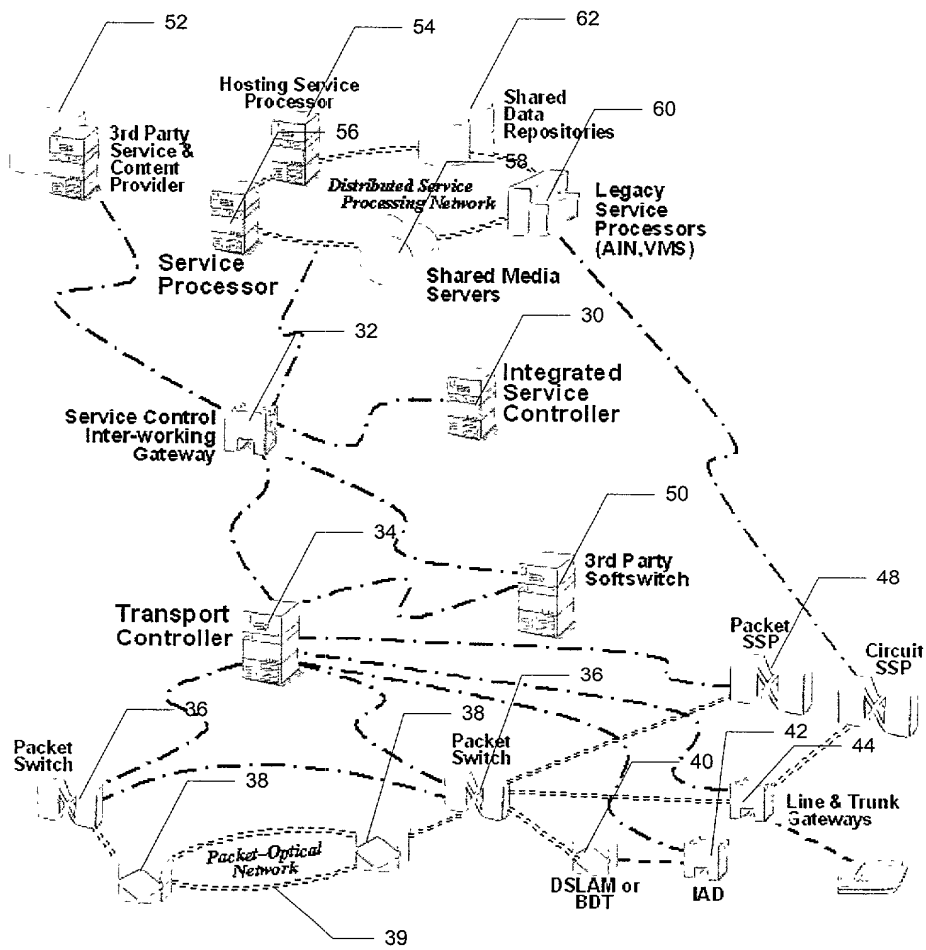 52
54
62
Hosting Service
Processor
Shared
Data
Repositories
60
3rd Party
Service &
Content
Provider
56
58
Distributed Service
Processing Network
Legacy
Service
Processors
(AIN,VMS)
Service
Processor
Shared Media
Servers
32
30
Integrated
Service
Controller
Service Control
Inter-working
Gateway
50
34
3rd Party
Softswitch
48
Transport
Controller
Packet
SSP
Circuit
SSP
36
36
38
42
Packet
Switch
Packet
Switch
38
40
44
Line & Trunk
Gateways
Packet-Optical
Network
DSLAM or
BDT
IAD
39